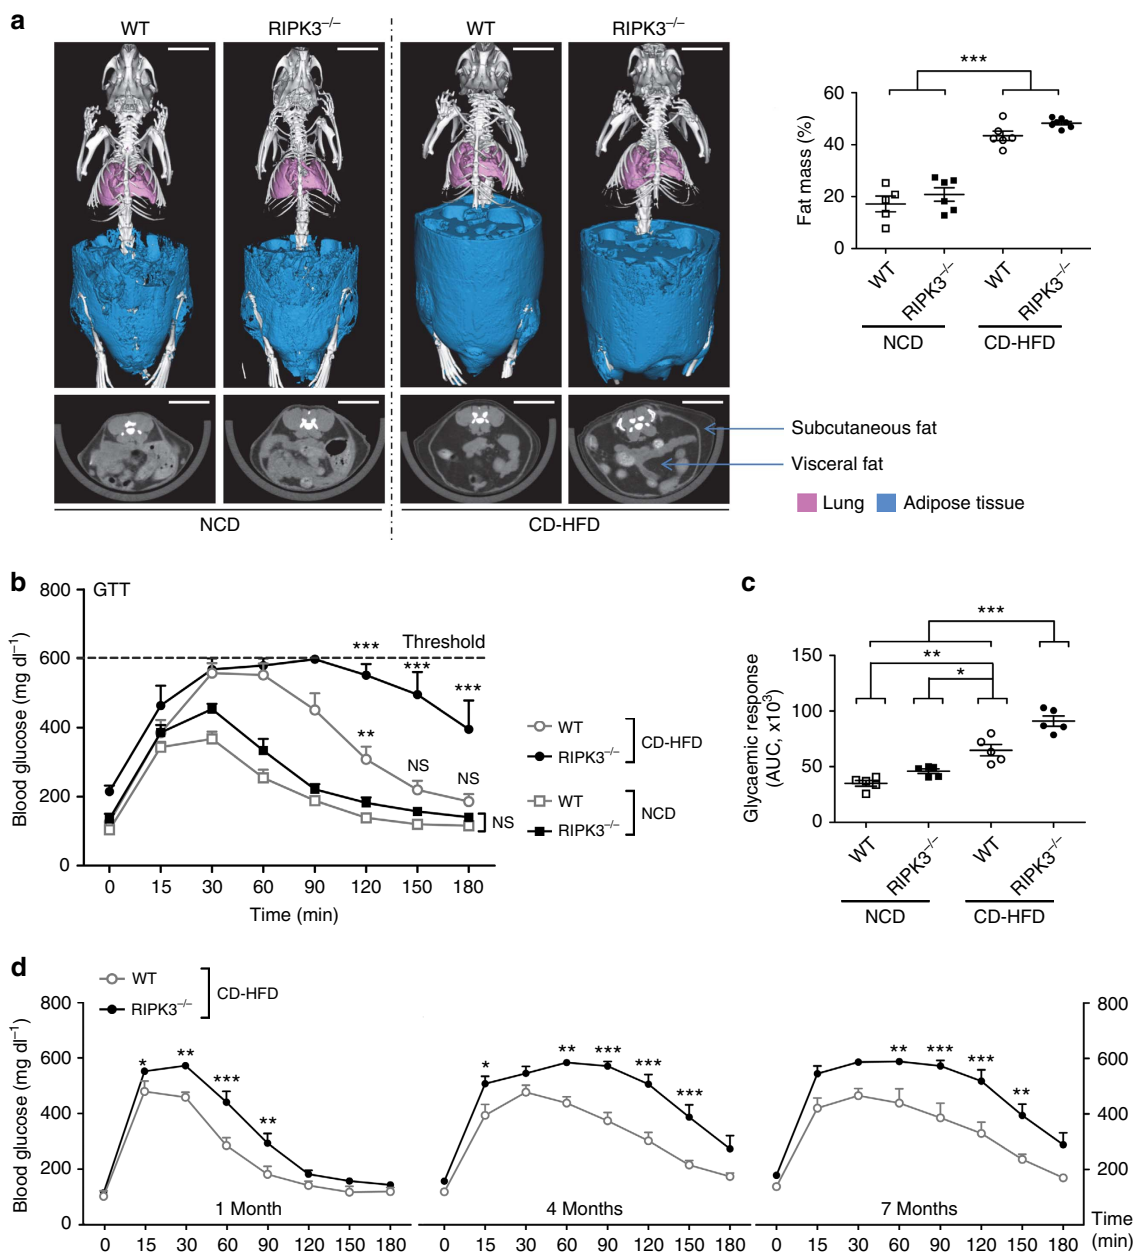 a
WT
RIPK3–/–
WT
RIPK3–/–
NCD
CD-HFD
***
Fat mass (%)
60
40
20
0
WT
RIPK3–/–
WT
RIPK3–/–
NCD
CD-HFD
Subcutaneous fat
Visceral fat
Lung
Adipose tissue
b
GTT
Blood glucose (mg dl–1)
800
600
400
200
0
Threshold
***
***
***
**
NS
NS
NS
0 15 30 60 90 120 150 180
Time (min)
WT
RIPK3–/–
CD-HFD
WT
RIPK3–/–
NCD
c
***
**
*
Glycaemic response
(AUC, x10³)
150
100
50
0
WT
RIPK3–/–
WT
RIPK3–/–
NCD
CD-HFD
d
WT
RIPK3–/–
CD-HFD
Blood glucose (mg dl–1)
800
600
400
200
0
* ** *** **
1 Month
0 15 30 60 90 120 150 180
* ** *** *** ***
4 Months
0 15 30 60 90 120 150 180
** *** *** **
7 Months
0 15 30 60 90 120 150 180
800
600
400
200
Time
(min)